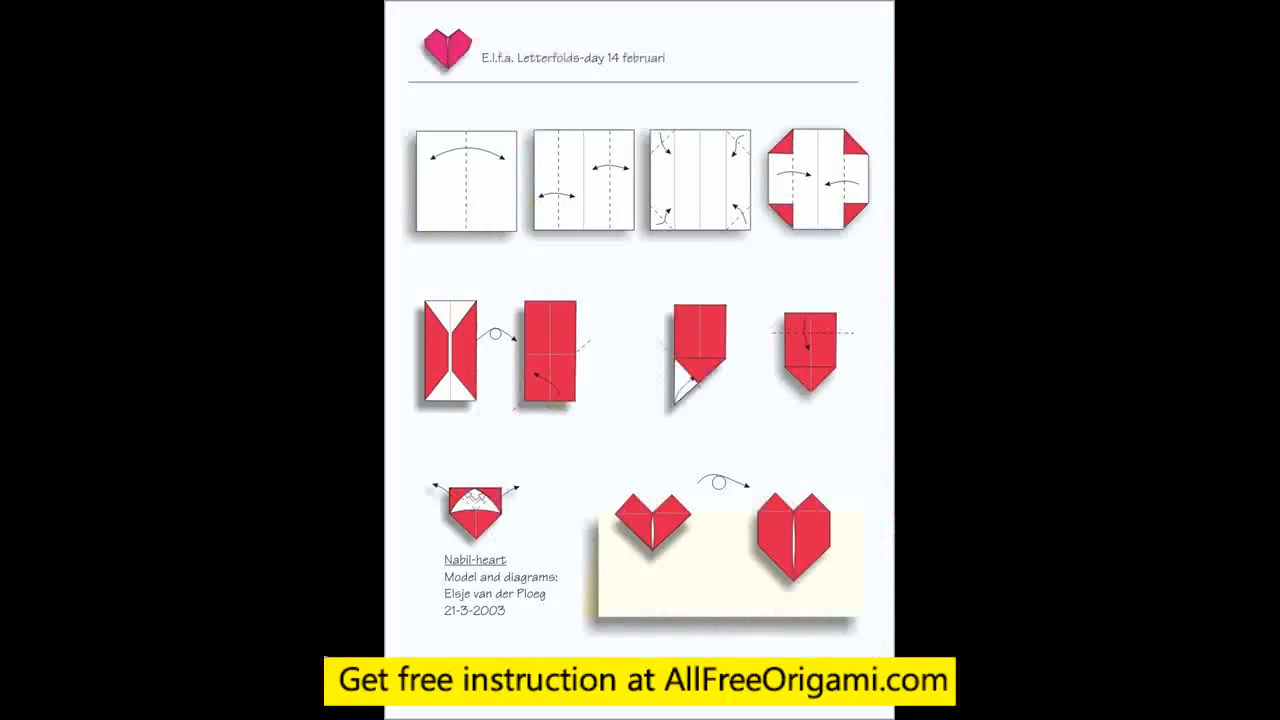 E.l.f.a. Letterfolds-day 14 februari
Nabil-heart
Model and diagrams:
Elsje van der Ploeg
21-3-2003
Get free instruction at AllFreeOrigami.com